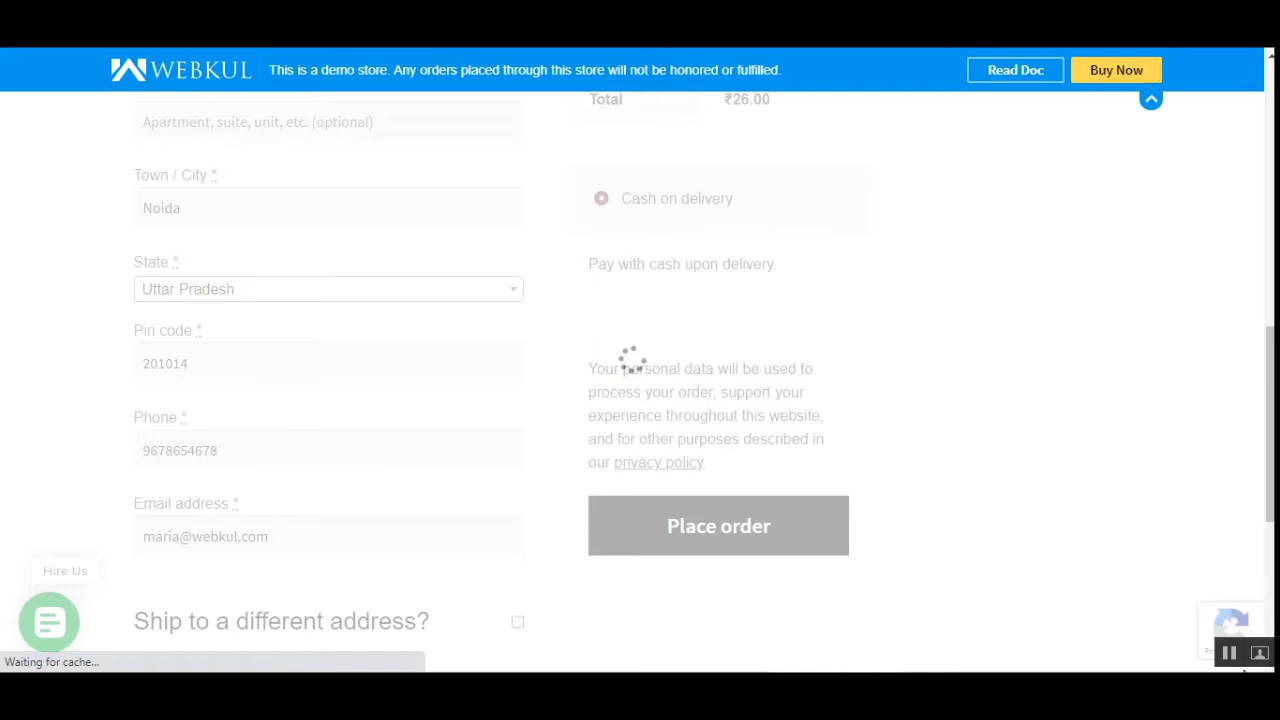 WEBKUL This is a demo store. Any orders placed through this store will not be honored or fulfilled. Read Doc Buy Now
Total ₹26.00
Apartment, suite, unit, etc. (optional)
Town / City *
Noida
Cash on delivery
State *
Pay with cash upon delivery.
Uttar Pradesh
Pin code *
201014
Your personal data will be used to
process your order, support your
experience throughout this website,
and for other purposes described in
our privacy policy.
Phone *
9678654678
Email address *
maria@webkul.com
Place order
Hire Us
Ship to a different address?
Waiting for cache...